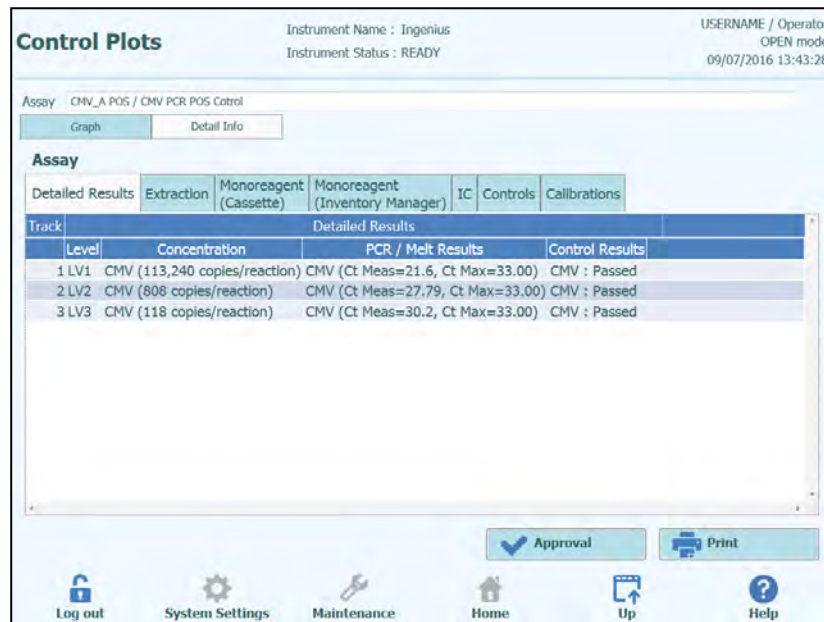 Control Plots
Instrument Name : Ingenius
Instrument Status : READY
USERNAME / Operato
OPEN mode
09/07/2016 13:43:28
Assay CMV_A POS / CMV PCR POS Cotrol
Graph Detail Info
Assay
Detailed Results Extraction Monoreagent (Cassette) Monoreagent (Inventory Manager) IC Controls Calibrations
Track Detailed Results
Level Concentration PCR / Melt Results Control Results
1 LV1 CMV (113,240 copies/reaction) CMV (Ct Meas=21.6, Ct Max=33.00) CMV : Passed
2 LV2 CMV (808 copies/reaction) CMV (Ct Meas=27.79, Ct Max=33.00) CMV : Passed
3 LV3 CMV (118 copies/reaction) CMV (Ct Meas=30.2, Ct Max=33.00) CMV : Passed
Approval Print
Log out System Settings Maintenance Home Up Help